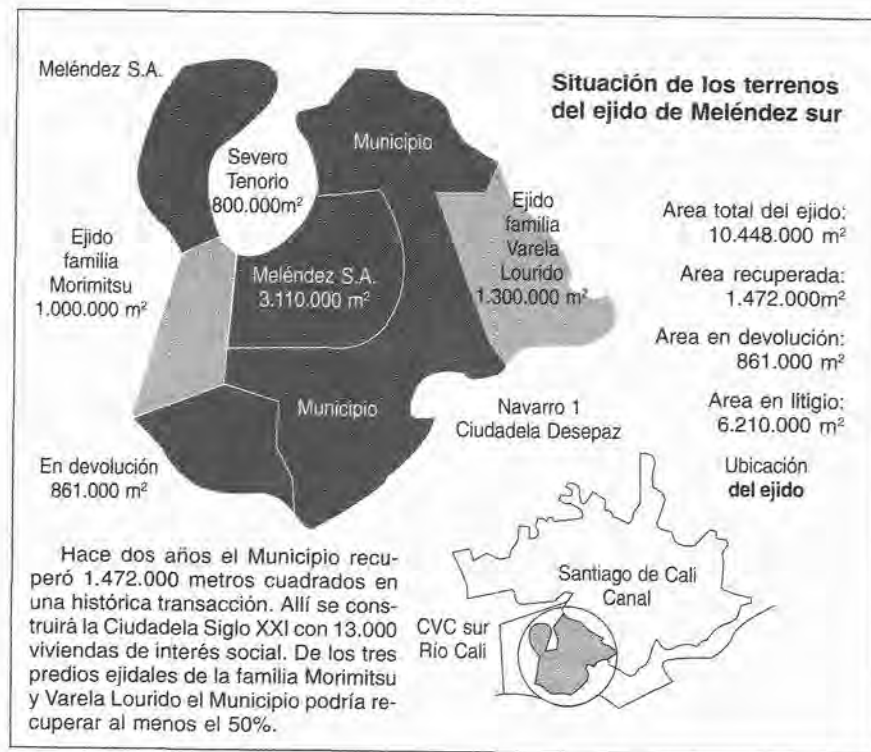 Situación de los terrenos
del ejido de Meléndez sur
Meléndez S.A.
Municipio
Severo
Tenorio
800.000m²
Ejido
familia
Morimitsu
1.000.000 m²
Meléndez S.A.
3.110.000 m²
Ejido
familia
Varela
Lourido
1.300.000 m²
Area total del ejido:
10.448.000 m²
Area recuperada:
1.472.000m²
Area en devolución:
861.000 m²
Area en litigio:
6.210.000 m²
Municipio
Navarro 1
Ciudadela Desepaz
En devolución
861.000 m²
Ubicación
del ejido
Santiago de Cali
Canal
CVC sur
Río Cali
Hace dos años el Municipio recu-
peró 1.472.000 metros cuadrados en
una histórica transacción. Allí se cons-
truirá la Ciudadela Siglo XXI con 13.000
viviendas de interés social. De los tres
predios ejidales de la familia Morimitsu
y Varela Lourido el Municipio podría re-
cuperar al menos el 50%.